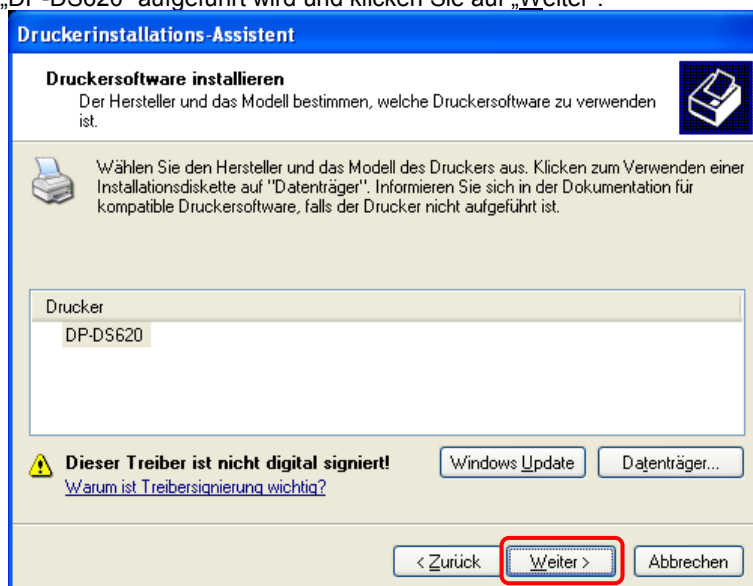 „DP-DS620“ aufgeführt wird und klicken Sie auf „Weiter“.
Druckerinstallations-Assistent
Druckersoftware installieren
Der Hersteller und das Modell bestimmen, welche Druckersoftware zu verwenden
ist.
Wählen Sie den Hersteller und das Modell des Druckers aus. Klicken zum Verwenden einer
Installationsdiskette auf "Datenträger". Informieren Sie sich in der Dokumentation für
kompatible Druckersoftware, falls der Drucker nicht aufgeführt ist.
Drucker
DP-DS620
Dieser Treiber ist nicht digital signiert!
Windows Update
Datenträger...
Warum ist Treibersignierung wichtig?
< Zurück
Weiter >
Abbrechen